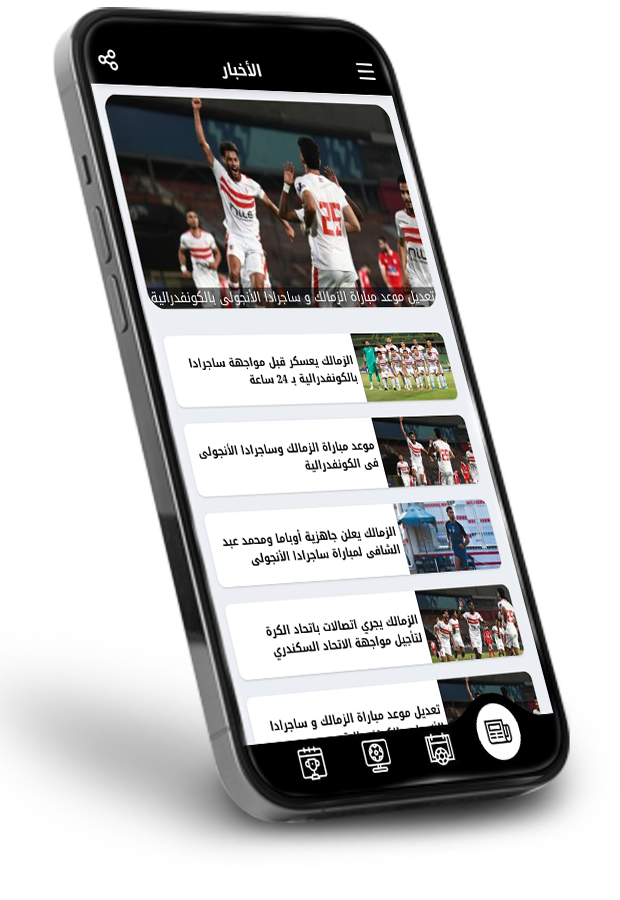 الأخبار
25
تعديل موعد مباراة الزمالك و ساجرادا الأنجولى بالكونفدرالية
الزمالك يعسكر قبل مواجهة ساجرادا
بالكونفدرالية بـ 24 ساعة
موعد مباراة الزمالك وساجرادا الأنجولى
فى الكونفدرالية
الزمالك يعلن جاهزية أوباما ومحمد عبد
الشافى لمباراة ساجرادا الأنجولى
الزمالك يجري اتصالات باتحاد الكرة
لتأجيل مواجهة الاتحاد السكندري
تعديل موعد مباراة الزمالك و ساجرادا